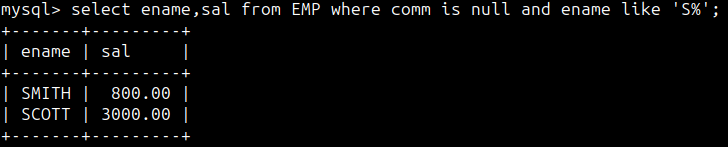 mysql> select ename,sal from EMP where comm is null and ename like 'S%';
+-------+---------+
| ename | sal     |
+-------+---------+
| SMITH |  800.00 |
| SCOTT | 3000.00 |
+-------+---------+